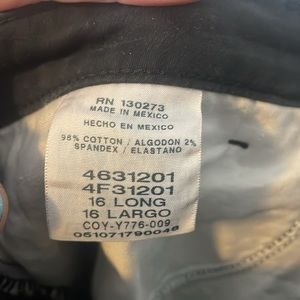 RN 130273
MADE IN MEXICO
HECHO EN MEXICO
98% COTTON / ALGODON 2%
SPANDEX / ELASTANO
4631201
4F31201
16 LONG
16 LARGO
COY-Y776-009
051071790048